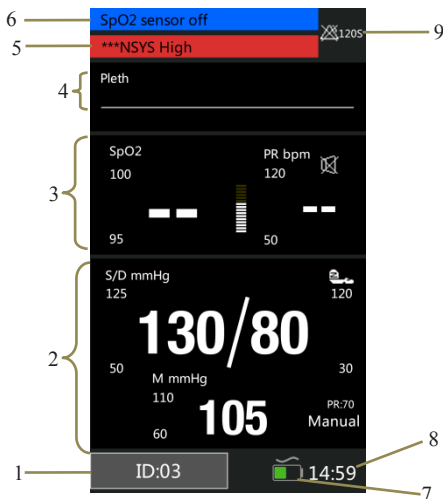 6
SpO2 sensor off
5
***NSYS High
120S
9
4
Pleth
3
SpO2
100
-- 
95
PR bpm
120
--
50
2
S/D mmHg
125
120
130/80
50
30
M mmHg
110
105
60
PR:70
Manual
1
ID:03
14:59
8
7